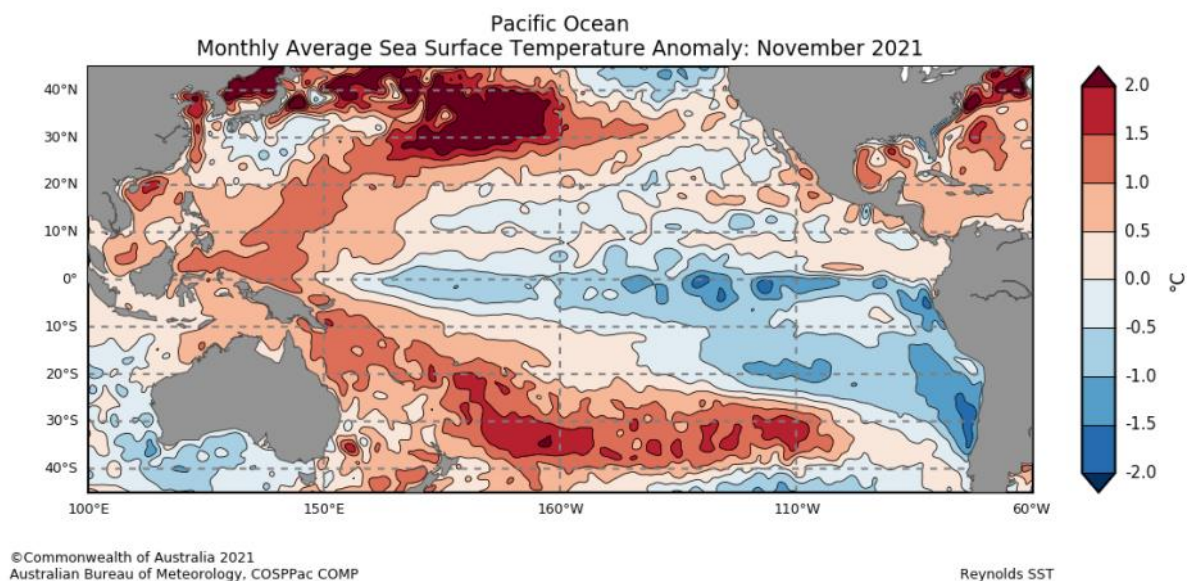 Pacific Ocean
Monthly Average Sea Surface Temperature Anomaly: November 2021
40°N
30°N
20°N
10°N
0°
10°S
20°S
30°S
40°S
100°E
150°E
160°W
110°W
60°W
2.0
1.5
1.0
0.5
0.0
-0.5
-1.0
-1.5
-2.0
°C
©Commonwealth of Australia 2021
Australian Bureau of Meteorology, COSPPac COMP
Reynolds SST